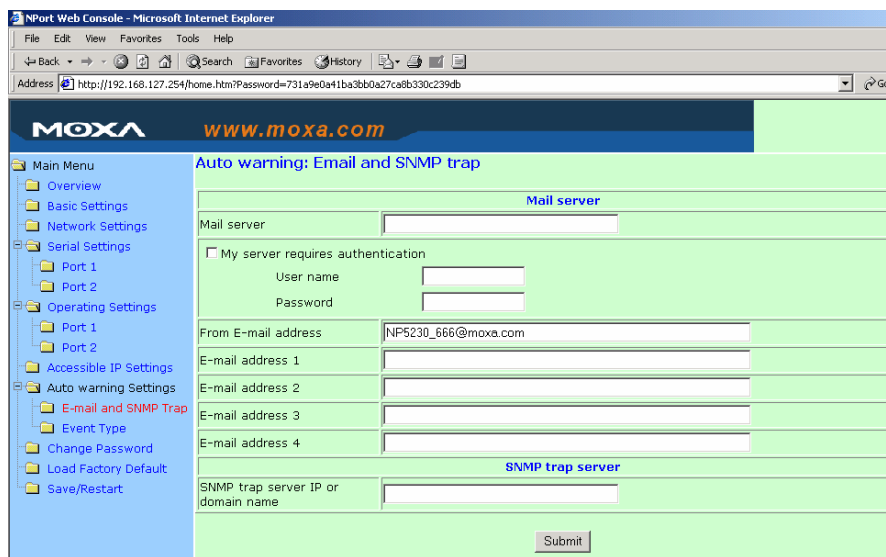 NPort Web Console - Microsoft Internet Explorer
File Edit View Favorites Tools Help
Back Search Favorites History
Address http://192.168.127.254/home.htm?Password=731a9e0a41ba3bb0a27ca8b330c239db
MOXA www.moxa.com
Main Menu
Overview
Basic Settings
Network Settings
Serial Settings
Port 1
Port 2
Operating Settings
Port 1
Port 2
Accessible IP Settings
Auto warning Settings
E-mail and SNMP Trap
Event Type
Change Password
Load Factory Default
Save/Restart
Auto warning: Email and SNMP trap
Mail server
Mail server
My server requires authentication
User name
Password
From E-mail address NP5230_666@moxa.com
E-mail address 1
E-mail address 2
E-mail address 3
E-mail address 4
SNMP trap server
SNMP trap server IP or
domain name
Submit